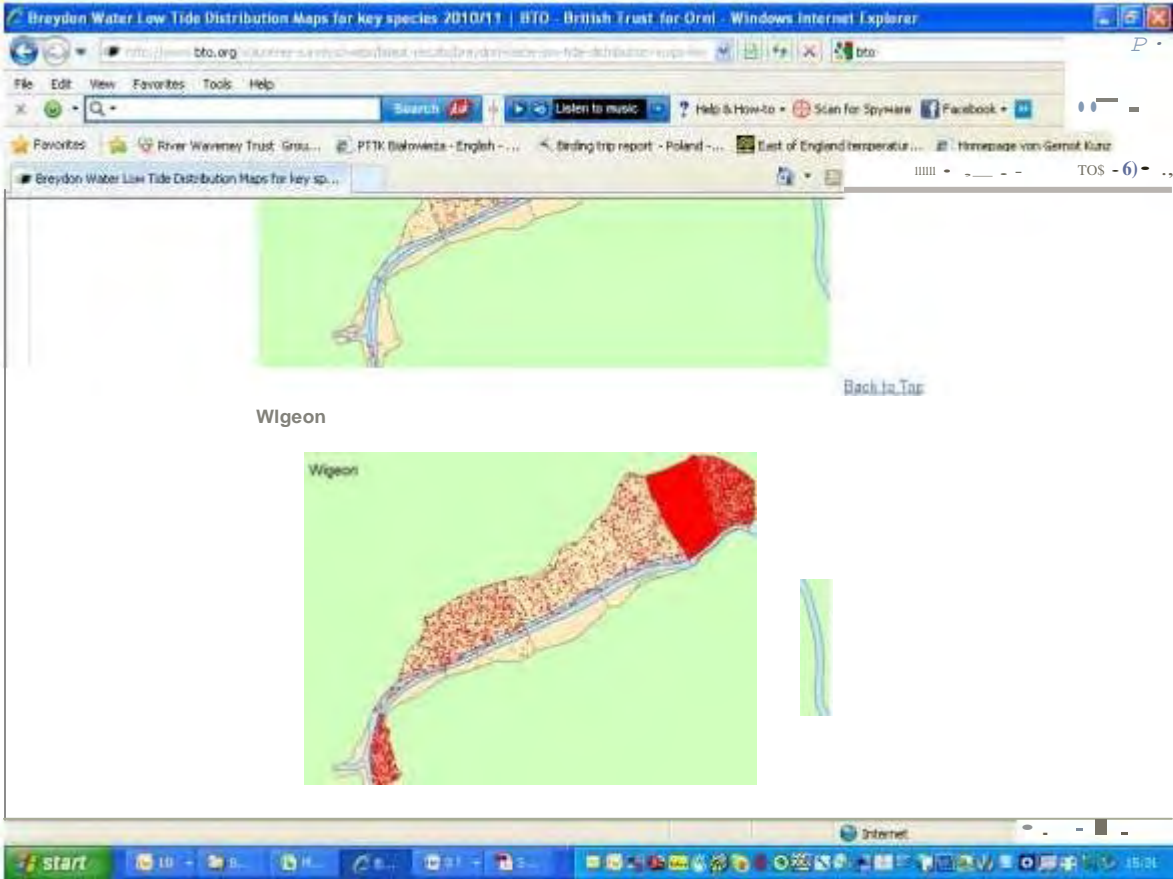 Breydon Water Low Tide Distribution Maps for key species 2010/11 | BTO - British Trust for Orni - Windows Internet Explorer
bto.org
bto
P
File Edit View Favorites Tools Help
Search
Listen to music
Help & How-to
Scan for Spyware
Facebook
Favorites
River Waveney Trust Grou...
PTTK Białowieża - English - ...
Birding trip report - Poland -...
East of England temperatur...
Homepage von Gernot Kunz
Breydon Water Low Tide Distribution Maps for key sp...
TO$ - 6)
Back to Top
WIgeon
Wigeon
Internet
start
15:21